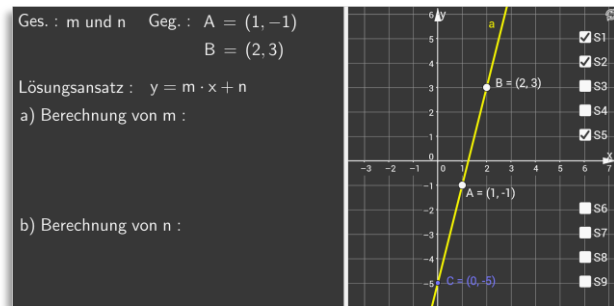 Ges. : m und n Geg. : A = (1, −1)
B = (2, 3)
Lösungsansatz : y = m · x + n
a) Berechnung von m :
b) Berechnung von n :
6 y
a
S1
5
S2
4
B = (2, 3)
S3
3
S4
2
S5
1
x
0
-3 -2 -1 0 1 2 3 4 5 6 7
-1
A = (1, -1)
S6
-2
S7
-3
S8
-4
C = (0, -5)
S9
-5